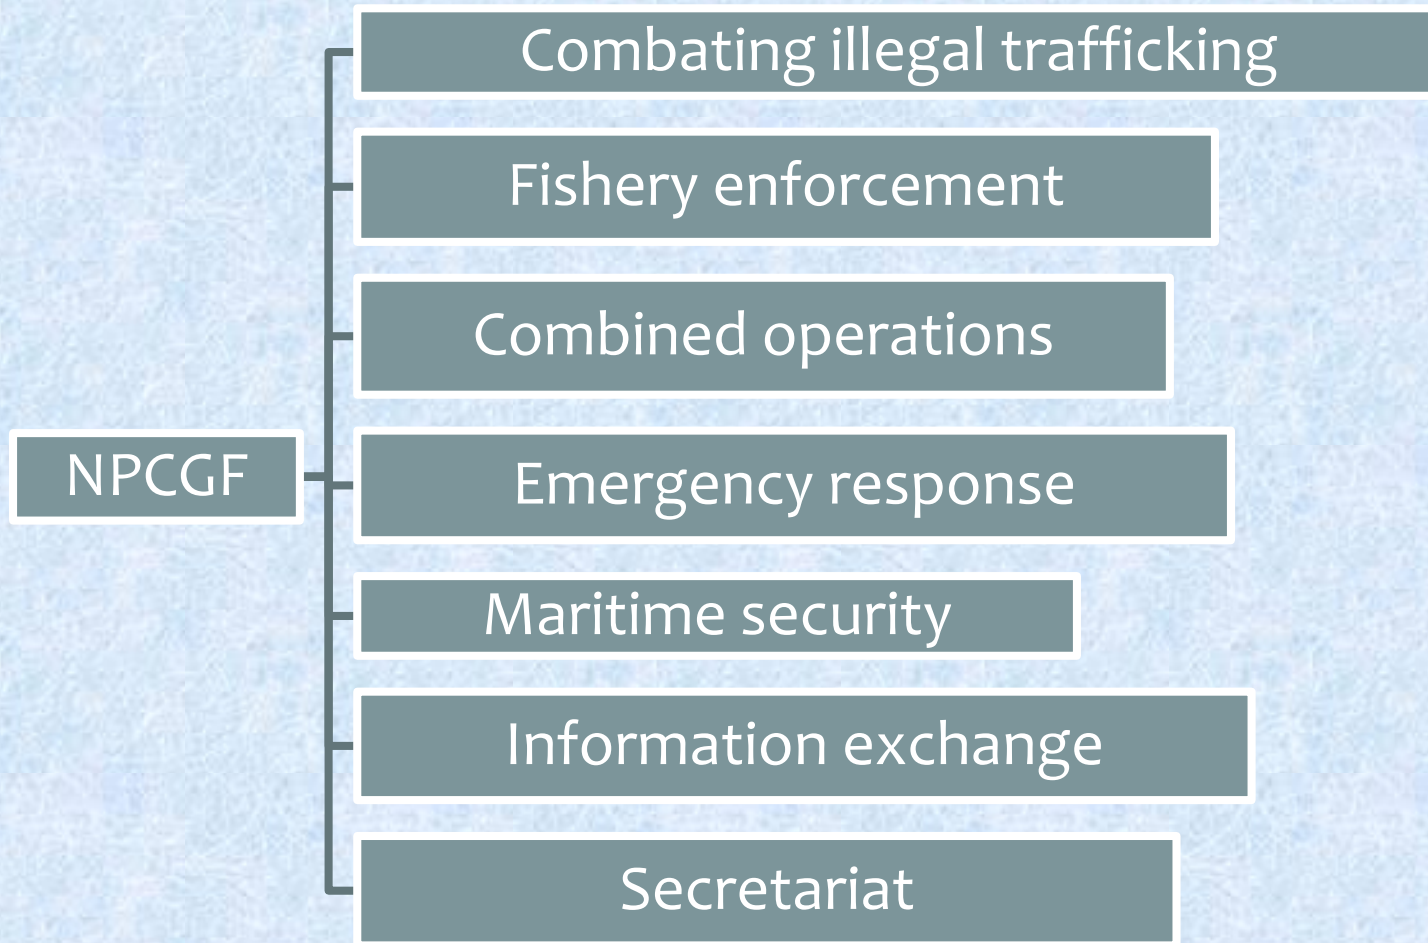 Combating illegal trafficking
Fishery enforcement
Combined operations
NPCGF
Emergency response
Maritime security
Information exchange
Secretariat